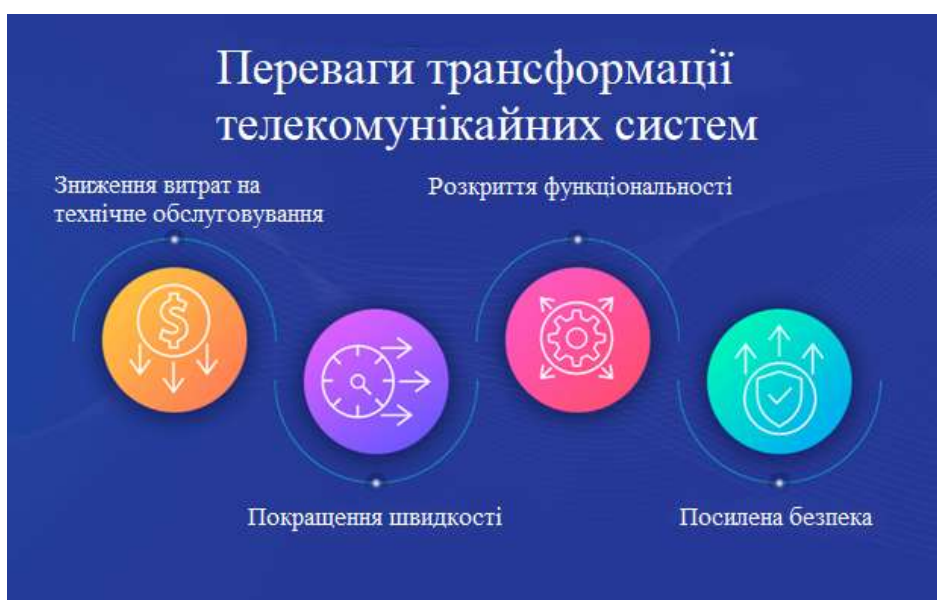 Переваги трансформації
телекомунікайних систем
Зниження витрат на
технічне обслуговування
Розкриття функціональності
Покращення швидкості
Посилена безпека